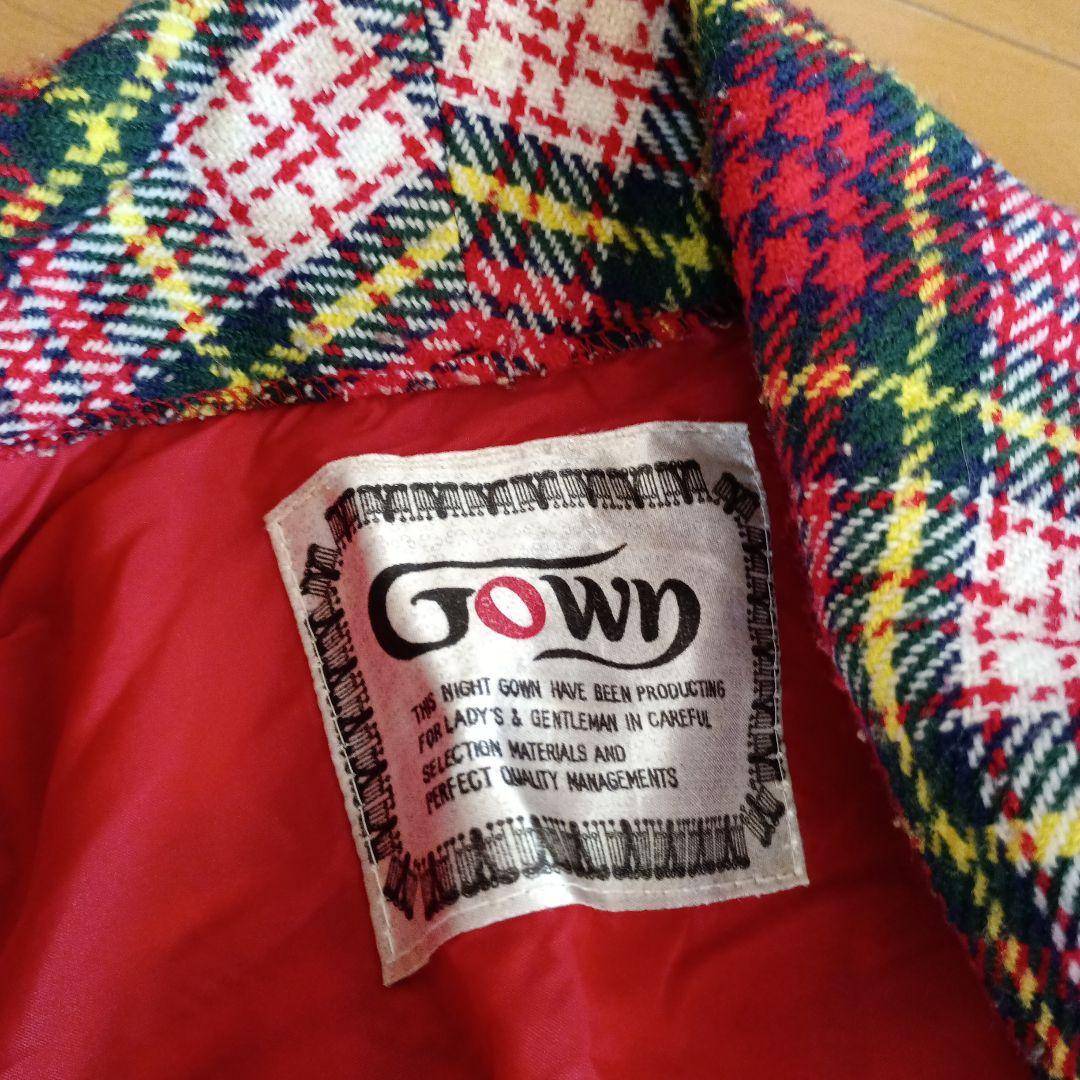 GOWN
THIS NIGHT GOWN HAVE BEEN PRODUCTING
FOR LADY'S & GENTLEMAN IN CAREFUL
SELECTION MATERIALS AND
PERFECT QUALITY MANAGEMENTS